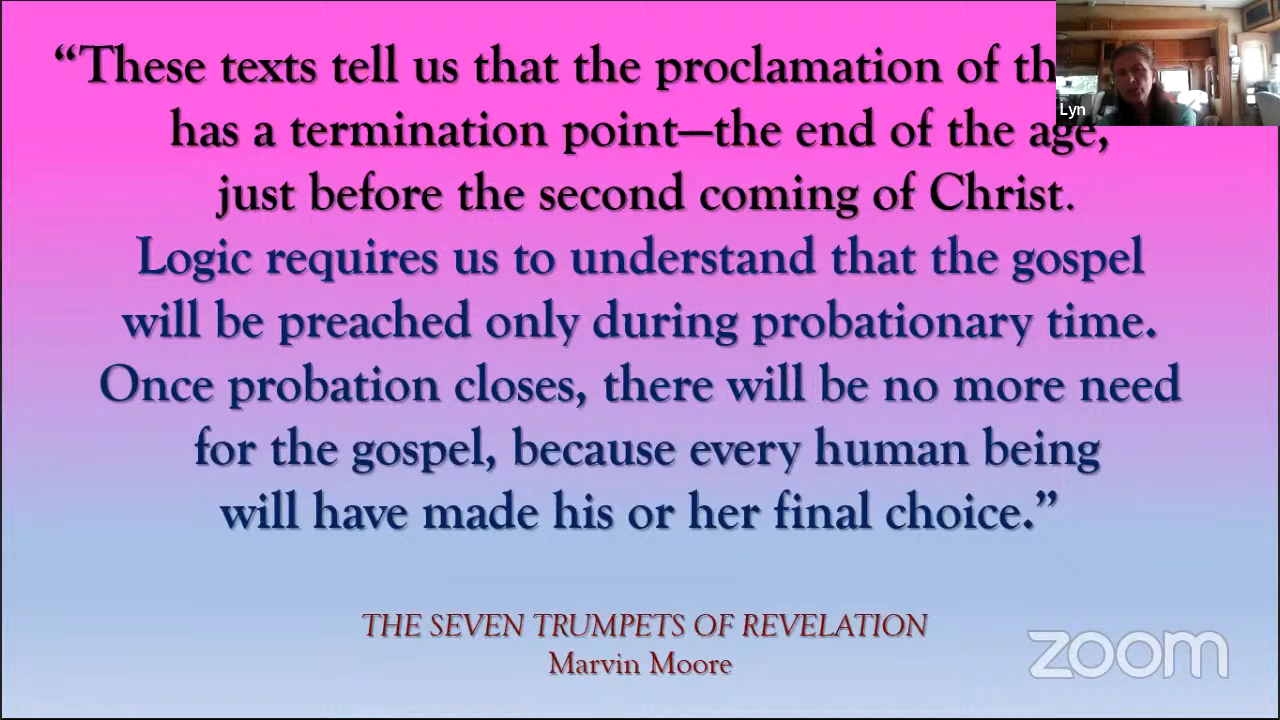 “These texts tell us that the proclamation of
has a termination point—the end of the age,
just before the second coming of Christ.
Logic requires us to understand that the gospel
will be preached only during probationary time.
Once probation closes, there will be no more need
for the gospel, because every human being
will have made his or her final choice.”
THE SEVEN TRUMPETS OF REVELATION
Marvin Moore
Lyn
zoom